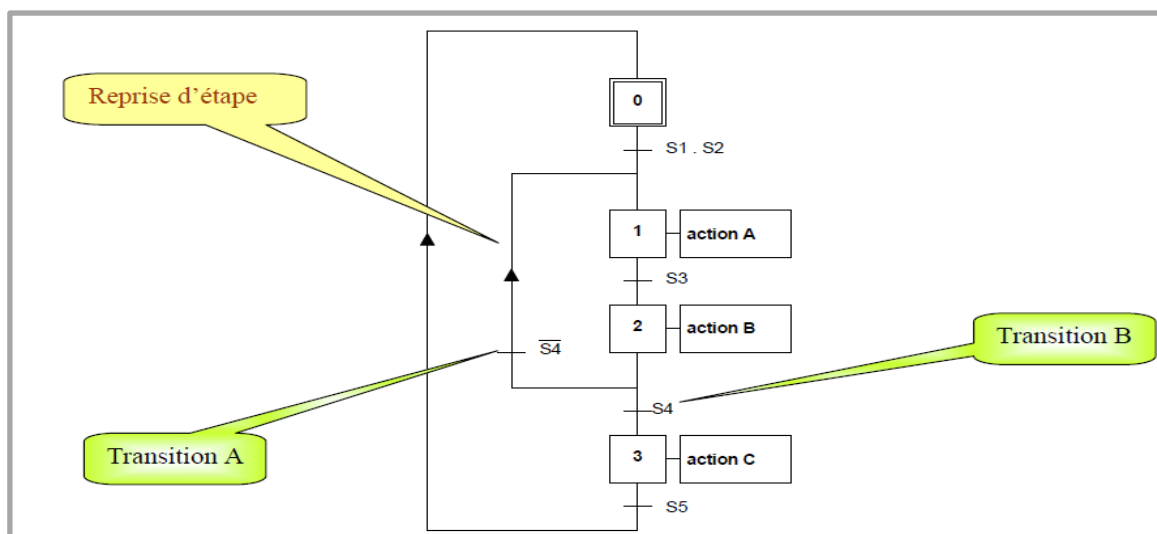 Reprise d’étape
0
S1 . S2
1
action A
S3
2
action B
Transition B
S4
S4
Transition A
3
action C
S5